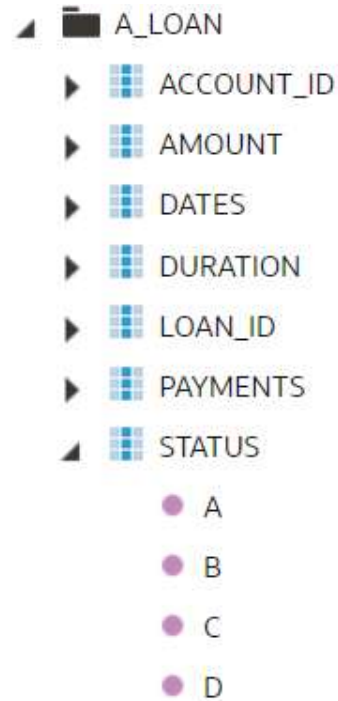 A_LOAN
ACCOUNT_ID
AMOUNT
DATES
DURATION
LOAN_ID
PAYMENTS
STATUS
A
B
C
D